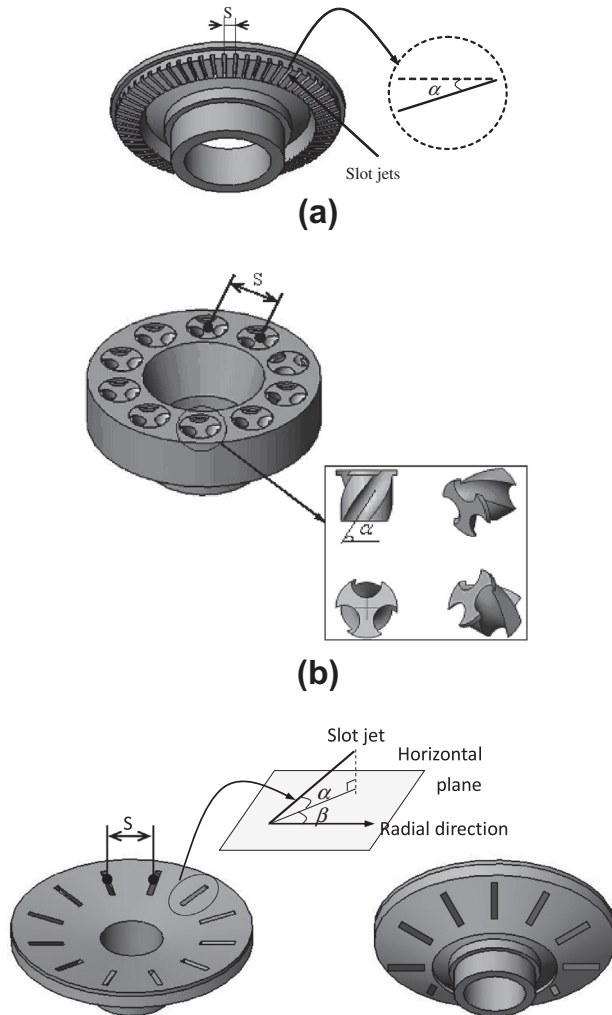 S
α
Slot jets
(a)
S
α
(b)
Slot jet
Horizontal
plane
α
β
Radial direction
S